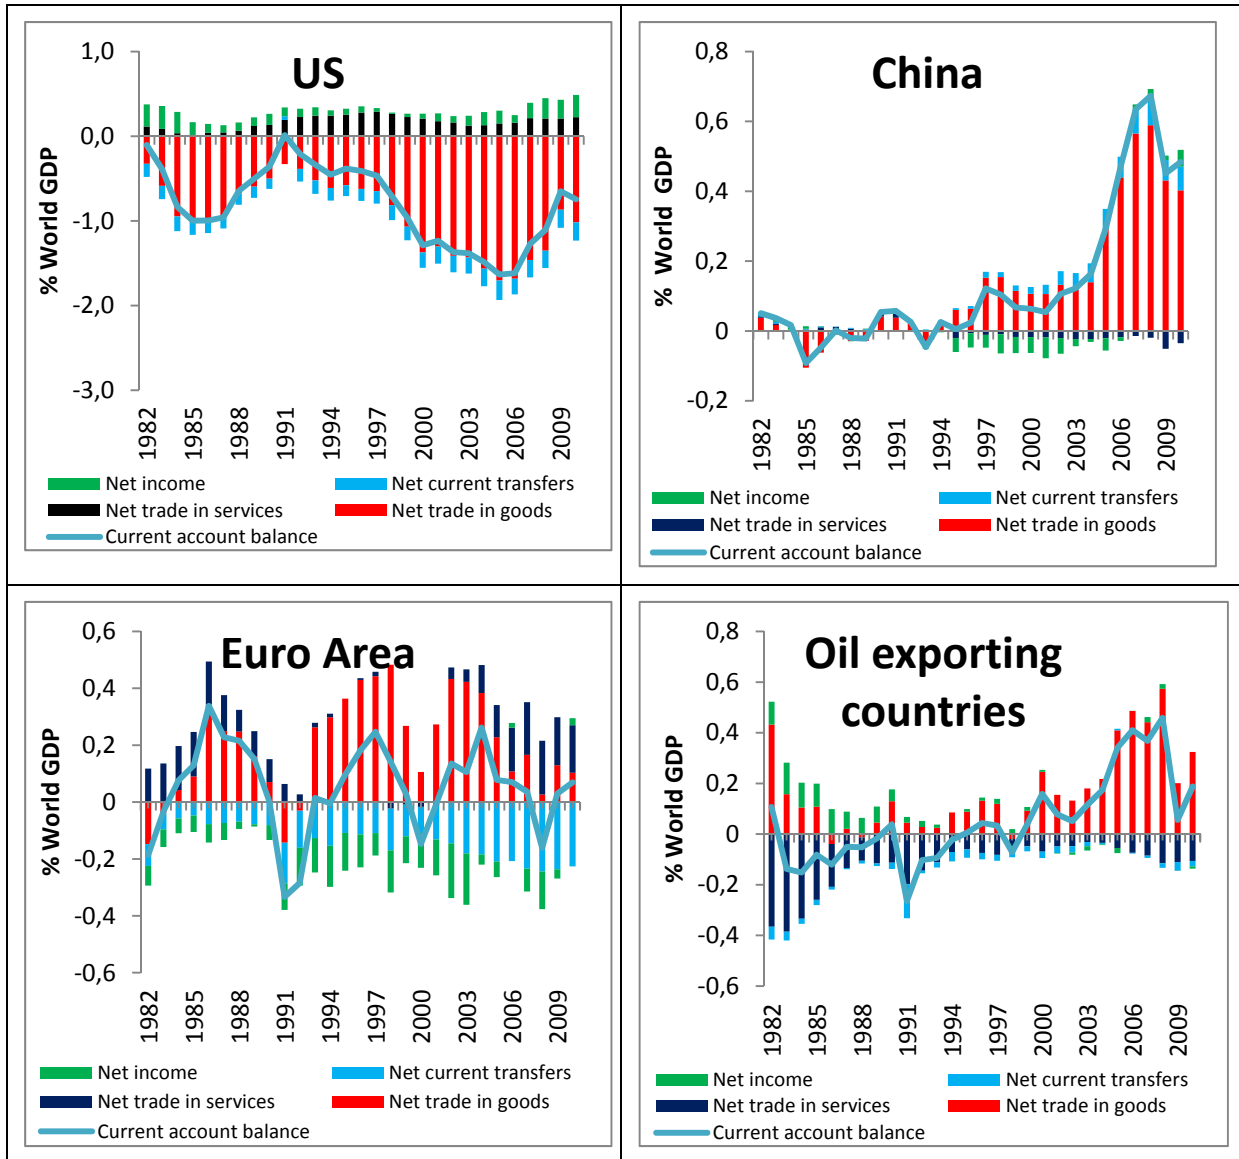 US
% World GDP
1,0
0,0
-1,0
-2,0
-3,0
1982
1985
1988
1991
1994
1997
2000
2003
2006
2009
Net income
Net current transfers
Net trade in services
Net trade in goods
Current account balance
China
% World GDP
0,8
0,6
0,4
0,2
0
-0,2
1982
1985
1988
1991
1994
1997
2000
2003
2006
2009
Net income
Net current transfers
Net trade in services
Net trade in goods
Current account balance
Euro Area
% World GDP
0,6
0,4
0,2
0
-0,2
-0,4
-0,6
1982
1985
1988
1991
1994
1997
2000
2003
2006
2009
Net income
Net current transfers
Net trade in services
Net trade in goods
Current account balance
Oil exporting
countries
% World GDP
0,8
0,6
0,4
0,2
0
-0,2
-0,4
-0,6
1982
1985
1988
1991
1994
1997
2000
2003
2006
2009
Net income
Net current transfers
Net trade in services
Net trade in goods
Current account balance